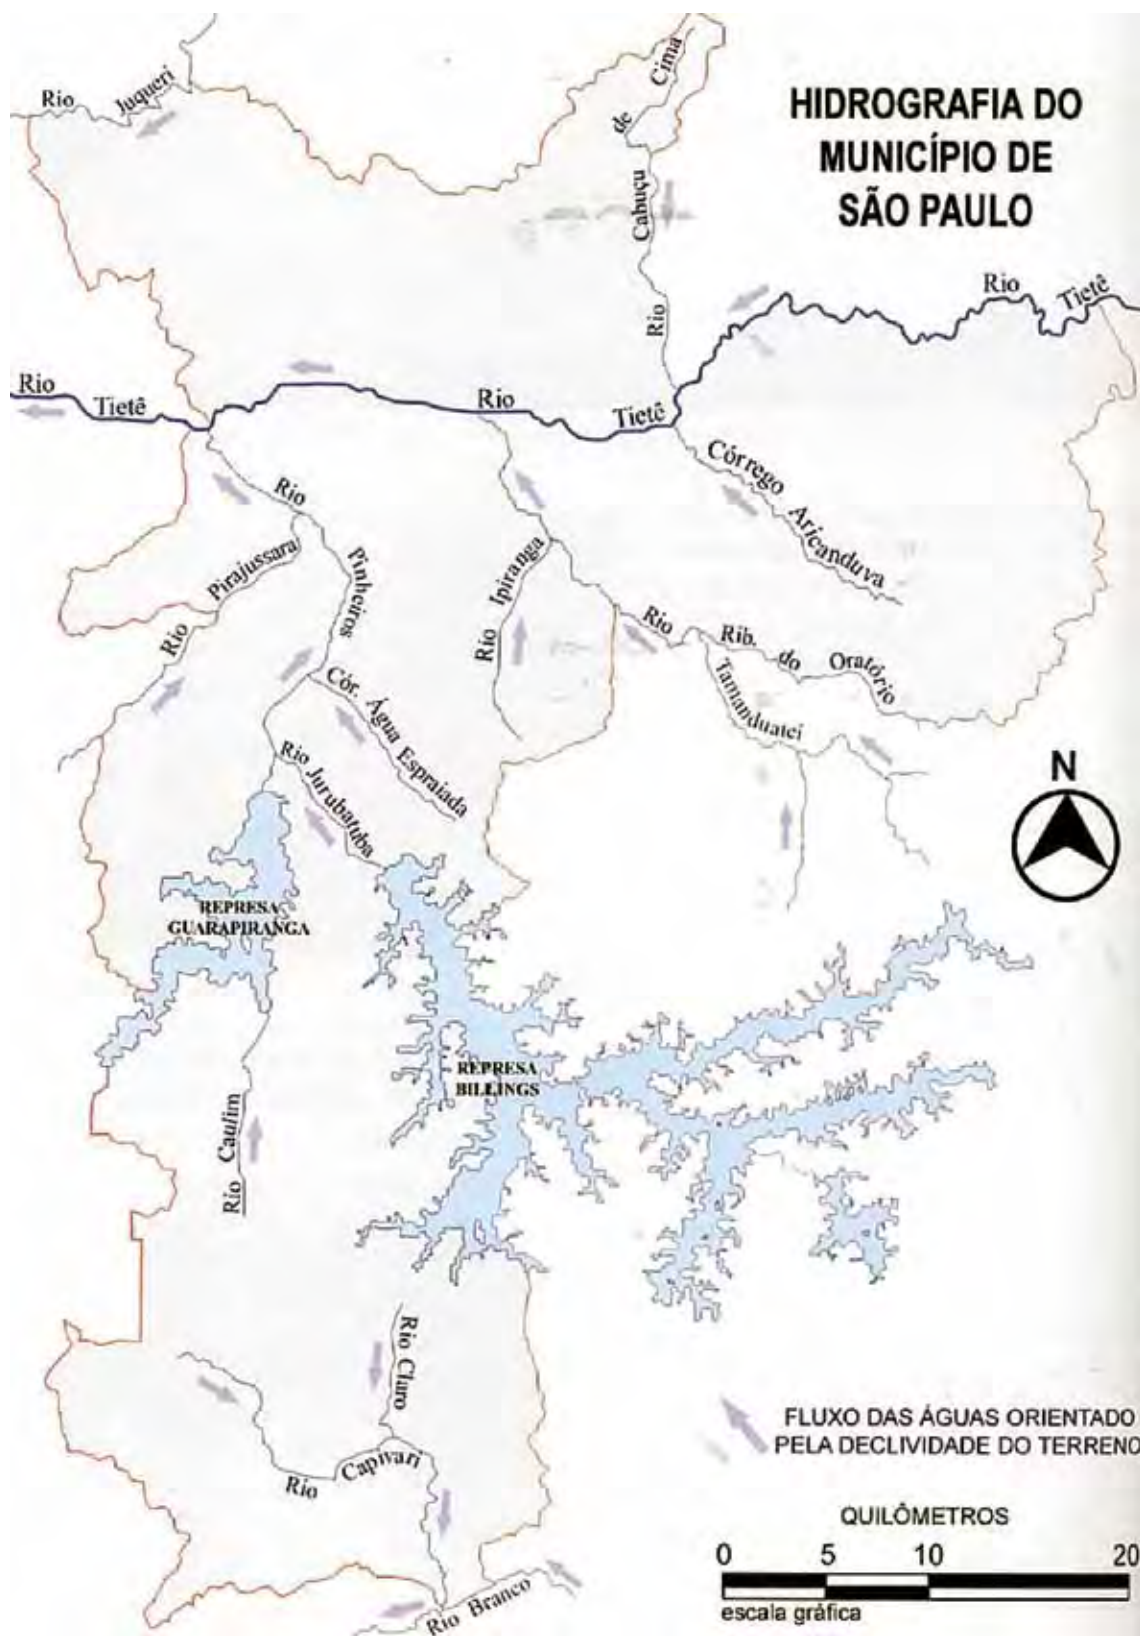 HIDROGRAFIA DO
MUNICÍPIO DE
SÃO PAULO
Rio Juqueri
Rio Cabuçu de Cima
Rio Tietê
Rio Tietê
Rio Tietê
Córrego Aricanduva
Rio Pinheiros
Rio Pirajussara
Rio Ipiranga
Rio Tamanduateí
Rib. do Oratório
Cór. Água Espraiada
Rio Jurubatuba
N
REPRESA
GUARAPIRANGA
REPRESA
BILLINGS
Rio Caulim
Rio Claro
Rio Capivari
Rio Branco
FLUXO DAS ÁGUAS ORIENTADO
PELA DECLIVIDADE DO TERRENO
QUILÔMETROS
0 5 10 20
escala gráfica